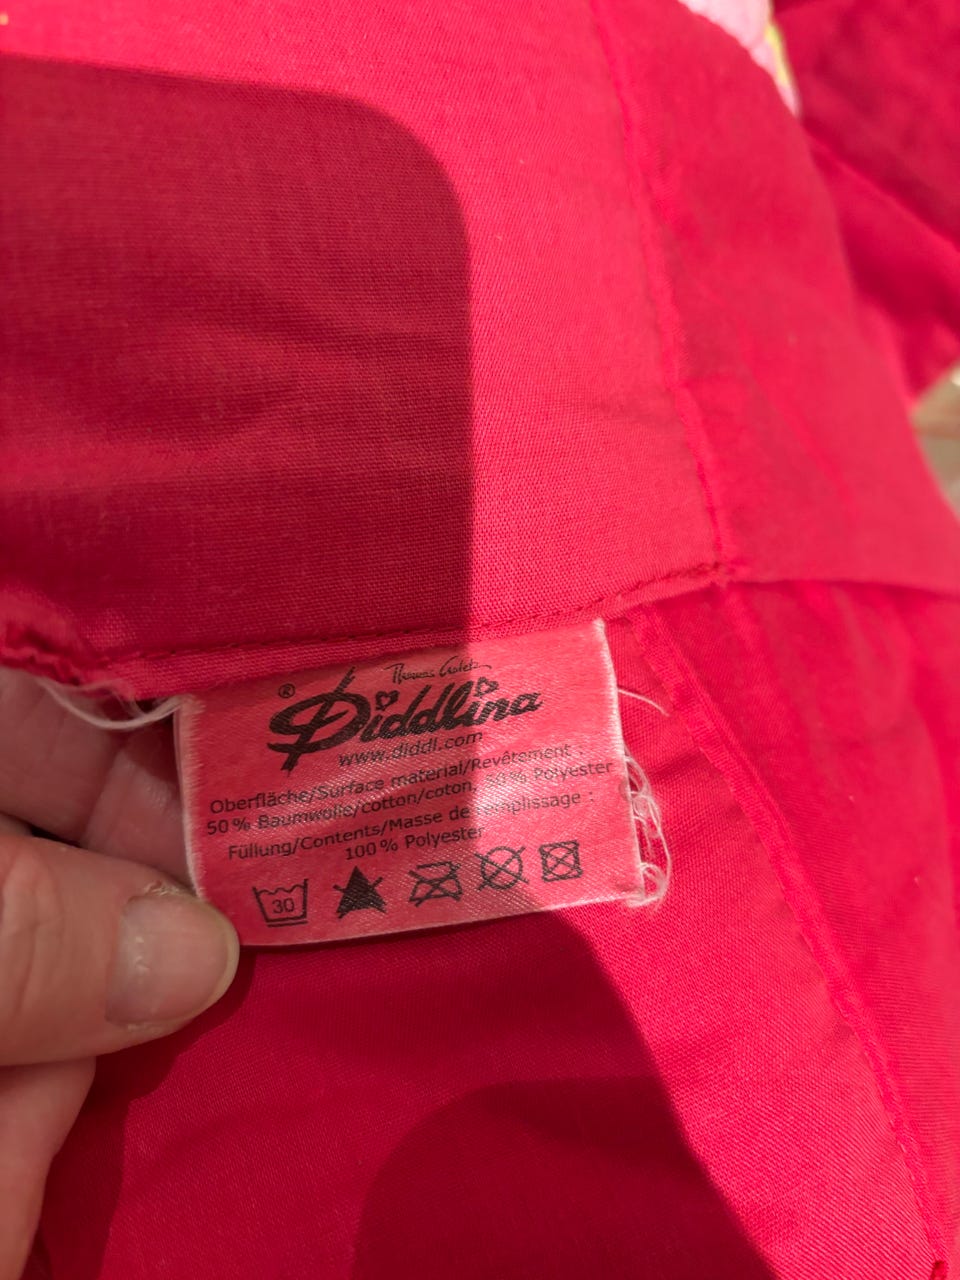 Thomas Goletz
® Diddlina
www.diddl.com
Oberfläche/Surface material/Revêtement :
50 % Baumwolle/cotton/coton, 50 % Polyester
Füllung/Contents/Masse de remplissage :
100 % Polyester
30